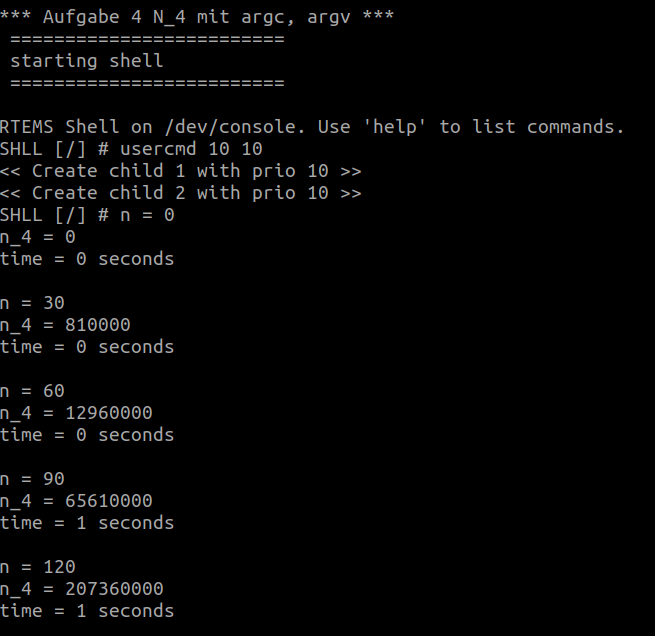 *** Aufgabe 4 N_4 mit argc, argv ***
=========================
starting shell
=========================
RTEMS Shell on /dev/console. Use 'help' to list commands.
SHLL [/] # usercmd 10 10
<< Create child 1 with prio 10 >>
<< Create child 2 with prio 10 >>
SHLL [/] # n = 0
n_4 = 0
time = 0 seconds
n = 30
n_4 = 810000
time = 0 seconds
n = 60
n_4 = 12960000
time = 0 seconds
n = 90
n_4 = 65610000
time = 1 seconds
n = 120
n_4 = 207360000
time = 1 seconds